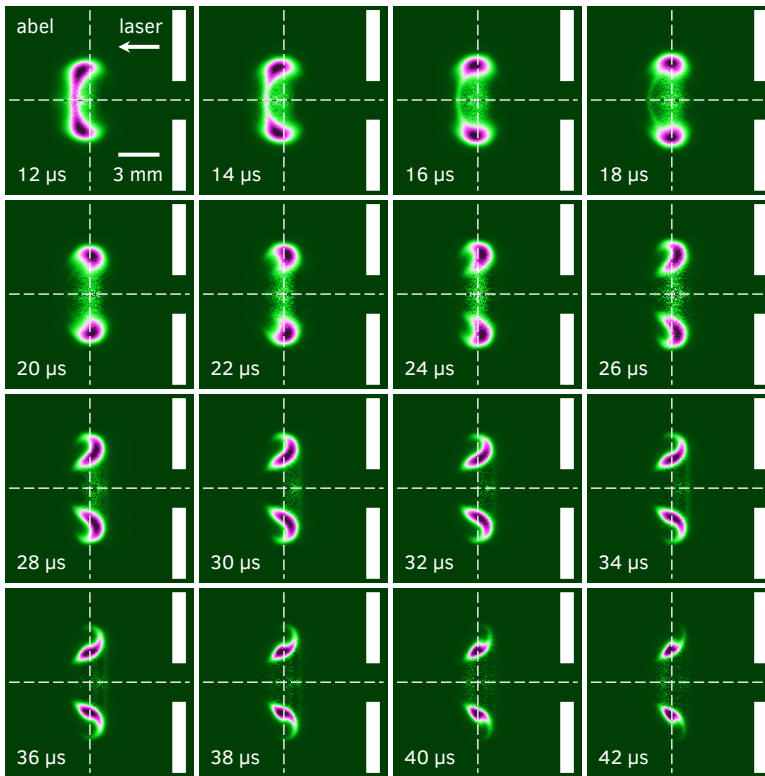 abel laser
12 µs 3 mm
14 µs
16 µs
18 µs
20 µs
22 µs
24 µs
26 µs
28 µs
30 µs
32 µs
34 µs
36 µs
38 µs
40 µs
42 µs